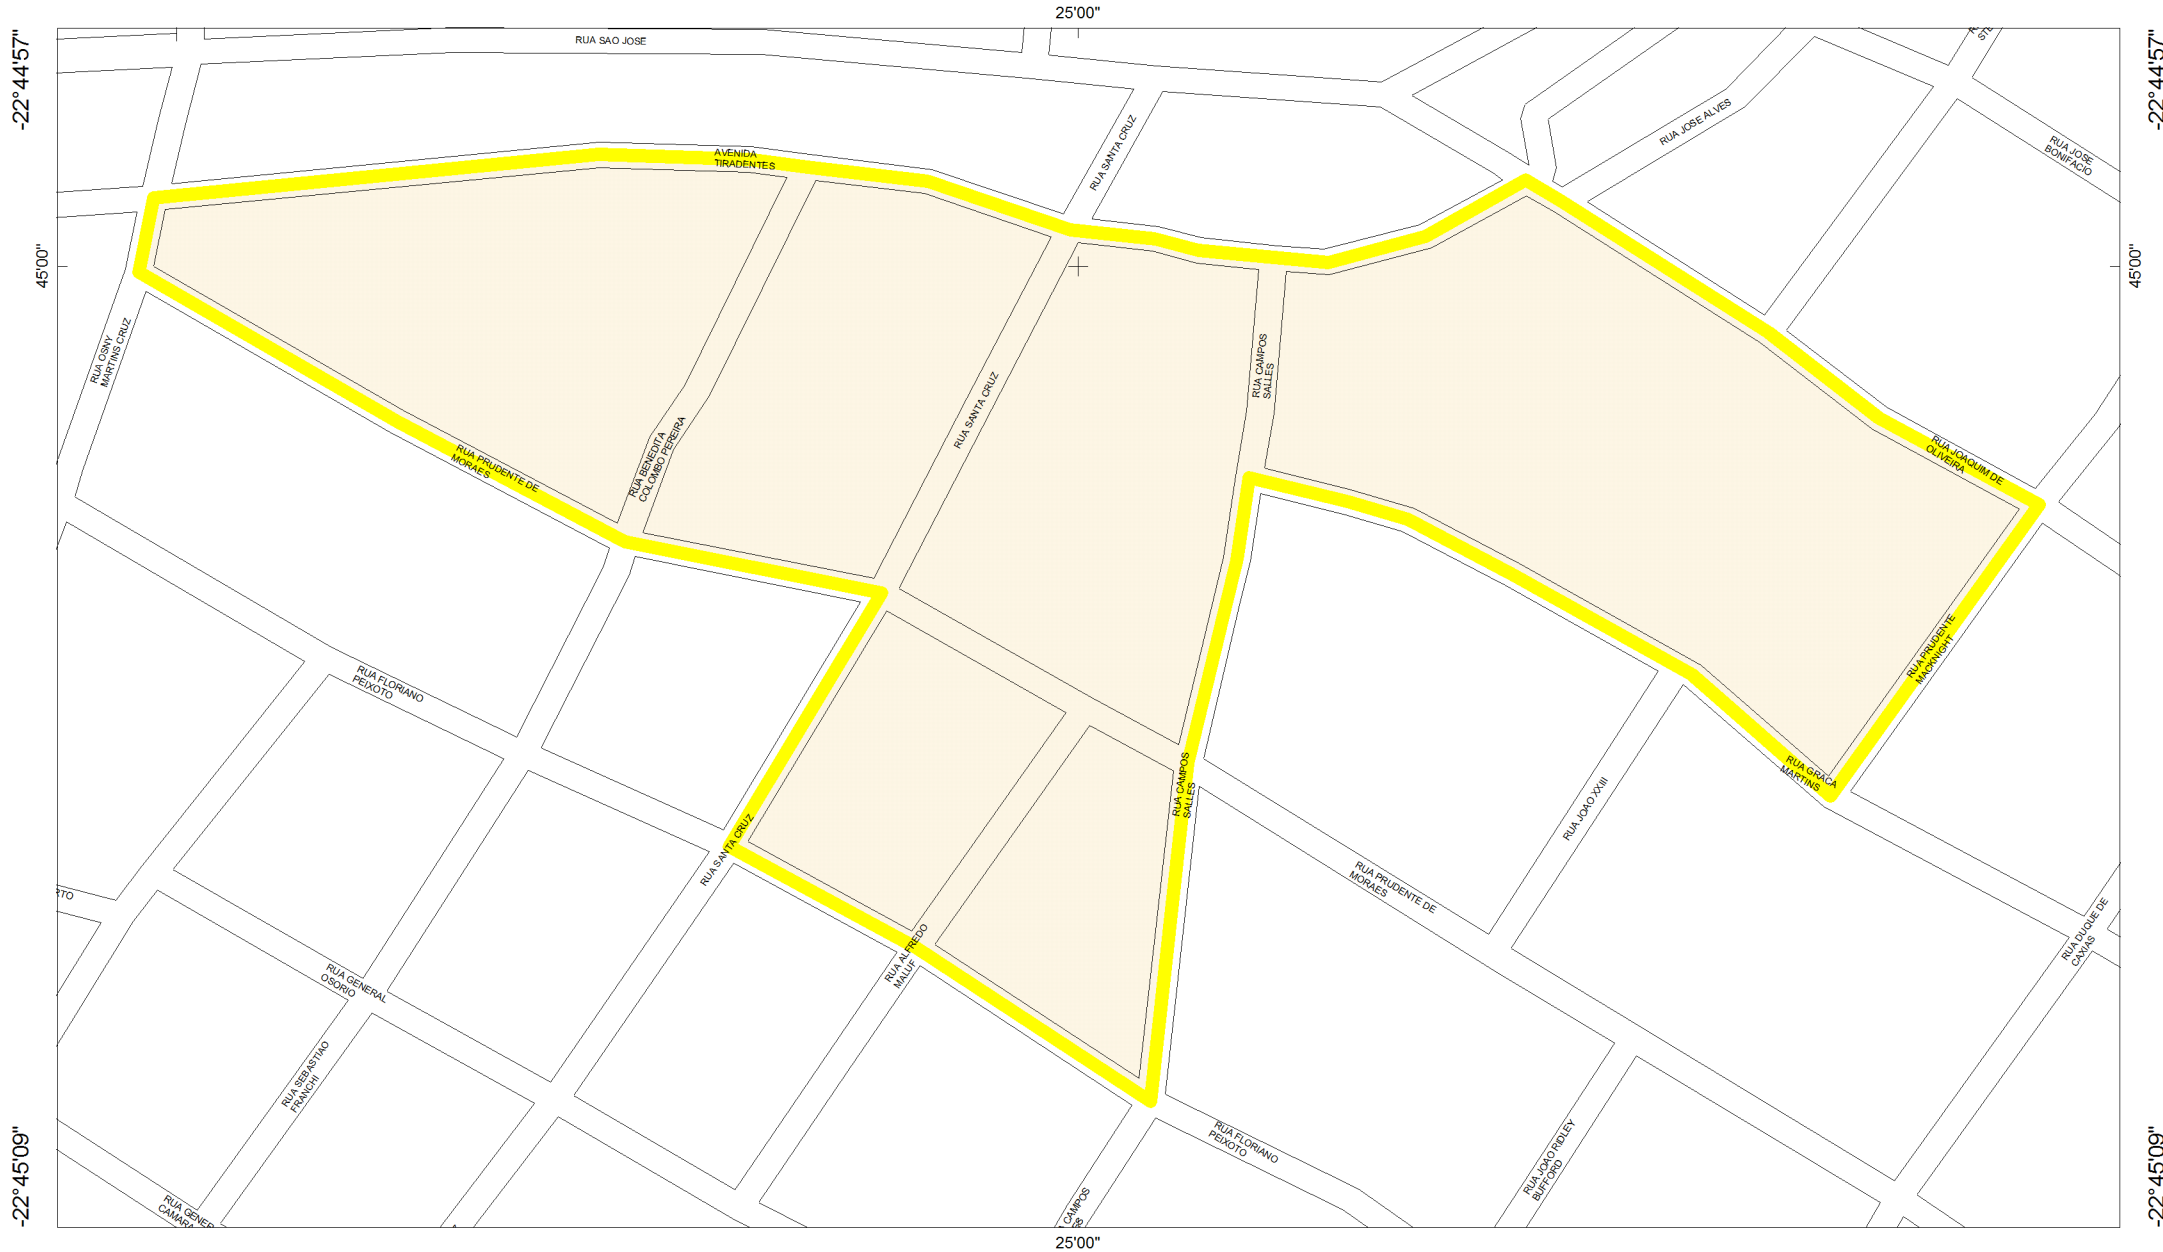 25'00"
-22°44'57"
-22°44'57"
RUA SAO JOSE
RUA JOSE ALVES
RUA JOSE
BONIFACIO
RUA SANTA CRUZ
AVENIDA
TIRADENTES
45'00"
45'00"
RUA OSNY
MARTINS CRUZ
RUA CAMPOS
SALLES
RUA SANTA CRUZ
RUA BENEDITA
COLOMBO PEREIRA
RUA PRUDENTE DE
MORAES
RUA JOAQUIM DE
OLIVEIRA
RUA PRUDENTE
MACKNIGHT
RUA FLORIANO
PEIXOTO
RUA CAMPOS
SALLES
RUA GRACA
MARTINS
RUA JOAO XXIII
RUA SANTA CRUZ
RUA PRUDENTE DE
MORAES
RTO
RUA ALFREDO
MALUF
RUA DUQUE DE
CAXIAS
RUA GENERAL
OSORIO
RUA SEBASTIAO
FRANCHI
RUA FLORIANO
PEIXOTO
RUA JOAO RIDLEY
BUFFORD
RUA GENER
CAMARA
CAMPOS
-22°45'09"
-22°45'09"
25'00"